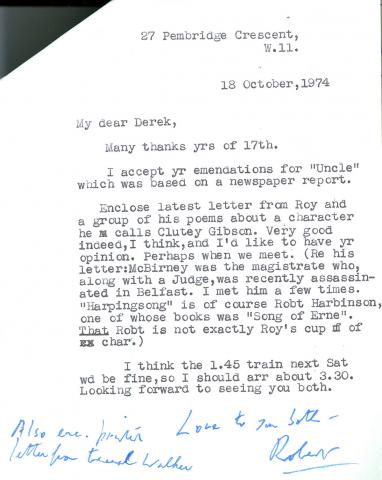 27 Pembridge Crescent,
W.11.
18 October,1974
My dear Derek,
Many thanks yrs of 17th.
I accept yr emendations for "Uncle"
which was based on a newspaper report.
Enclose latest letter from Roy and
a group of his poems about a character
he calls Clutey Gibson. Very good
indeed,I think,and I'd like to have yr
opinion. Perhaps when we meet. (Re his
letter:McBirney was the magistrate who,
along with a Judge,was recently assassin-
ated in Belfast. I met him a few times.
"Harpingsong" is of course Robt Harbinson,
one of whose books was "Song of Erne".
That Robt is not exactly Roy's cup of
char.)
I think the 1.45 train next Sat
wd be fine,so I should arr about 3.30.
Looking forward to seeing you both.
Also enc. printer
letter from Walker
Love to you both -
Robert